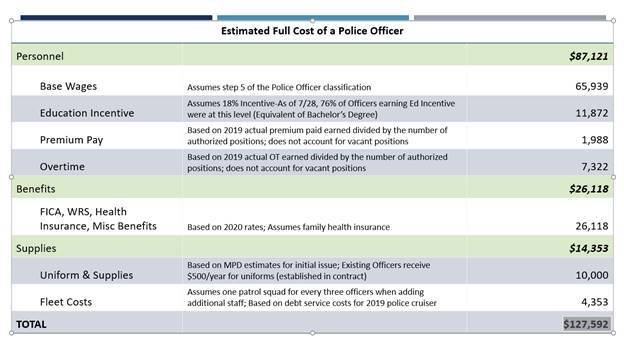 Estimated Full Cost of a Police Officer
Personnel $87,121
Base Wages Assumes step 5 of the Police Officer classification 65,939
Assumes 18% Incentive-As of 7/28, 76% of Officers earning Ed Incentive
Education Incentive were at this level (Equivalent of Bachelor's Degree) 11,872
Based on 2019 actual premium paid earned divided by the number of
Premium Pay authorized positions; does not account for vacant positions 1,988
Based on 2019 actual OT earned divided by the number of authorized
Overtime positions; does not account for vacant positions 7,322
Benefits $26,118
FICA, WRS, Health
Insurance, Misc Benefits Based on 2020 rates; Assumes family health insurance 26,118
Supplies $14,353
Based on MPD estimates for initial issue; Existing Officers receive
Uniform & Supplies $500/year for uniforms (established in contract) 10,000
Assumes one patrol squad for every three officers when adding
Fleet Costs additional staff; Based on debt service costs for 2019 police cruiser 4,353
TOTAL $127,592